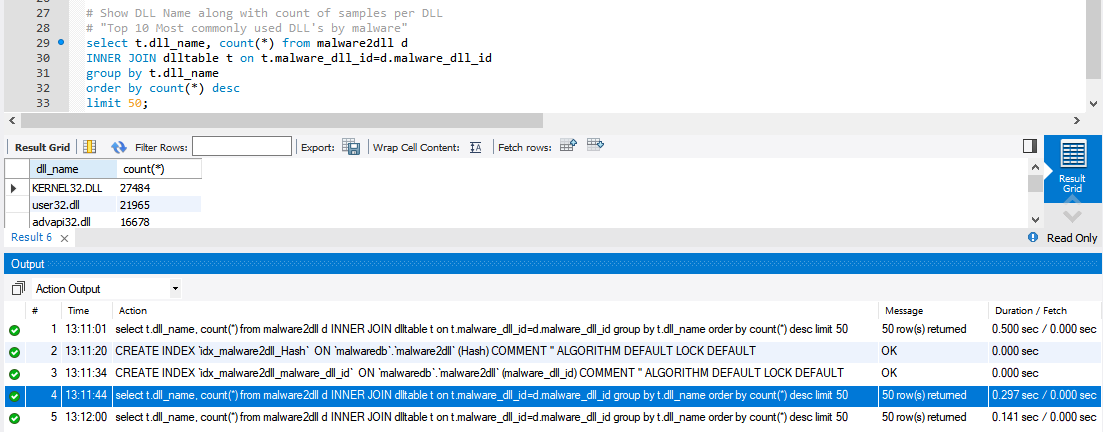 27 # Show DLL Name along with count of samples per DLL
28 # "Top 10 Most commonly used DLL's by malware"
29 select t.dll_name, count(*) from malware2dll d
30 INNER JOIN dlltable t on t.malware_dll_id=d.malware_dll_id
31 group by t.dll_name
32 order by count(*) desc
33 limit 50;
Result Grid Filter Rows: Export: Wrap Cell Content: Fetch rows:
dll_name count(*)
KERNEL32.DLL 27484
user32.dll 21965
advapi32.dll 16678
Result
Grid
Result 6 × Read Only
Output
Action Output
# Time Action Message Duration / Fetch
1 13:11:01 select t.dll_name, count(*) from malware2dll d INNER JOIN dlltable t on t.malware_dll_id=d.malware_dll_id group by t.dll_name order by count(*) desc limit 50 50 row(s) returned 0.500 sec / 0.000 sec
2 13:11:20 CREATE INDEX `idx_malware2dll_Hash` ON `malwaredb`.`malware2dll` (Hash) COMMENT '' ALGORITHM DEFAULT LOCK DEFAULT OK 0.000 sec
3 13:11:34 CREATE INDEX `idx_malware2dll_malware_dll_id` ON `malwaredb`.`malware2dll` (malware_dll_id) COMMENT '' ALGORITHM DEFAULT LOCK DEFAULT OK 0.000 sec
4 13:11:44 select t.dll_name, count(*) from malware2dll d INNER JOIN dlltable t on t.malware_dll_id=d.malware_dll_id group by t.dll_name order by count(*) desc limit 50 50 row(s) returned 0.297 sec / 0.000 sec
5 13:12:00 select t.dll_name, count(*) from malware2dll d INNER JOIN dlltable t on t.malware_dll_id=d.malware_dll_id group by t.dll_name order by count(*) desc limit 50 50 row(s) returned 0.141 sec / 0.000 sec